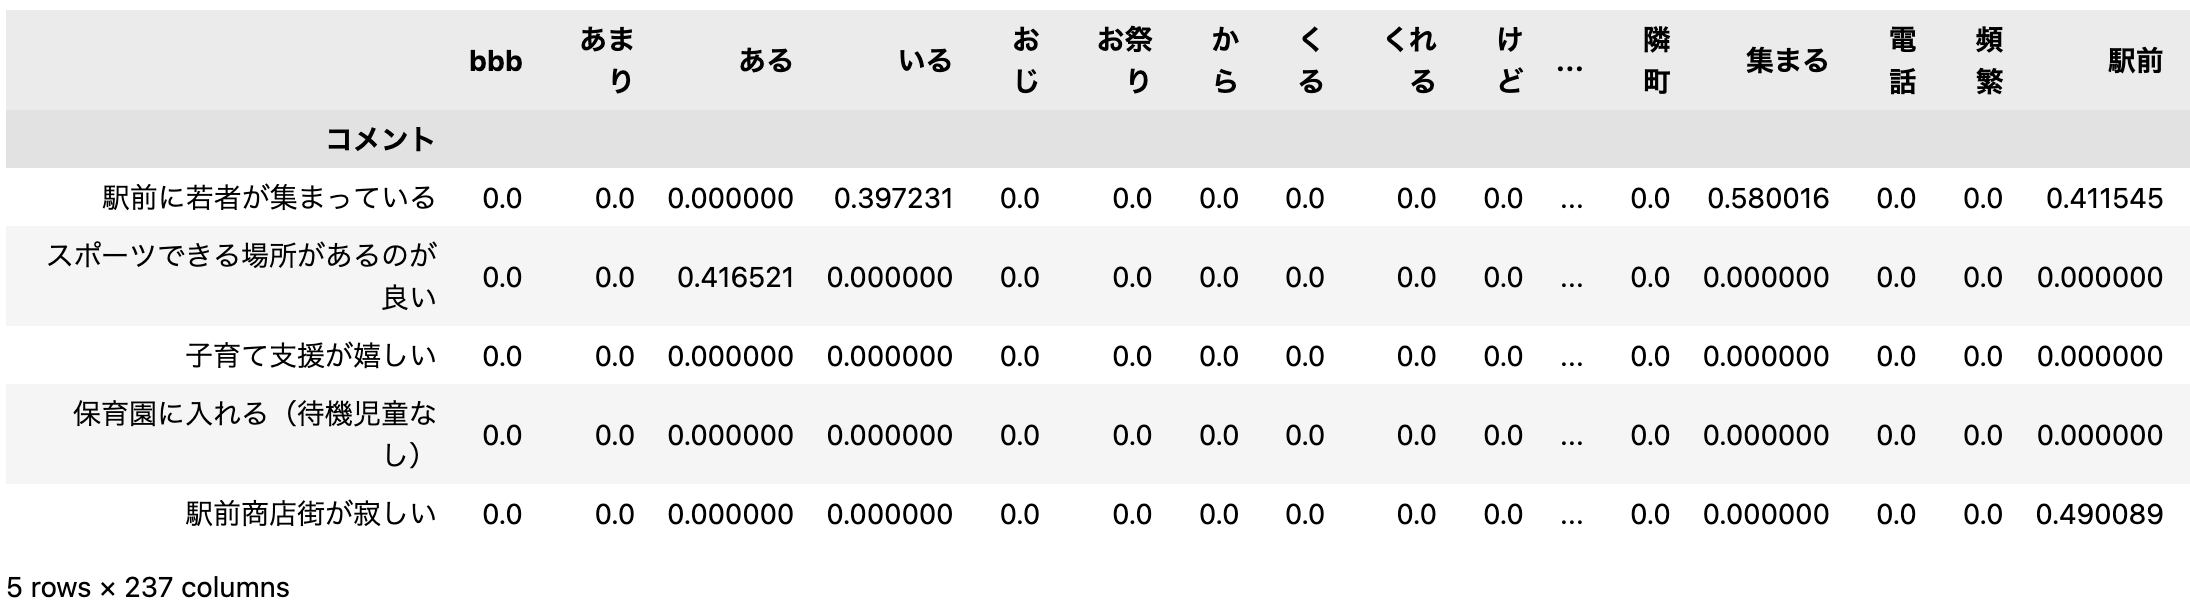 bbb あまり ある いる おじ お祭り から くる くれる けど ... 隣町 集まる 電話 頻繁 駅前
コメント
駅前に若者が集まっている 0.0 0.0 0.000000 0.397231 0.0 0.0 0.0 0.0 0.0 0.0 ... 0.0 0.580016 0.0 0.0 0.411545
スポーツできる場所があるのが良い 0.0 0.0 0.416521 0.000000 0.0 0.0 0.0 0.0 0.0 0.0 ... 0.0 0.000000 0.0 0.0 0.000000
子育て支援が嬉しい 0.0 0.0 0.000000 0.000000 0.0 0.0 0.0 0.0 0.0 0.0 ... 0.0 0.000000 0.0 0.0 0.000000
保育園に入れる（待機児童なし） 0.0 0.0 0.000000 0.000000 0.0 0.0 0.0 0.0 0.0 0.0 ... 0.0 0.000000 0.0 0.0 0.000000
駅前商店街が寂しい 0.0 0.0 0.000000 0.000000 0.0 0.0 0.0 0.0 0.0 0.0 ... 0.0 0.000000 0.0 0.0 0.490089
5 rows × 237 columns